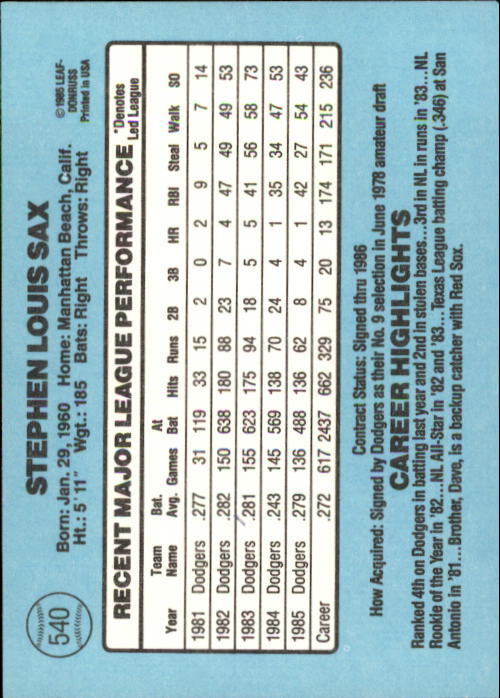 540
STEPHEN LOUIS SAX
Born: Jan. 29, 1960 Home: Manhattan Beach, Calif.
Ht.: 5'11" Wgt.: 185 Bats: Right Throws: Right
©1985 LEAF-
DONRUSS
Printed in USA
RECENT MAJOR LEAGUE PERFORMANCE
*Denotes
Led League
Year Team Name Bat. Avg. Games At Bat Hits Runs 2B 3B HR RBI Steal Walk SO
1981 Dodgers .277 31 119 33 15 2 0 2 9 5 7 14
1982 Dodgers .282 150 638 180 88 23 7 4 47 49 49 53
1983 Dodgers .281 155 623 175 94 18 5 5 41 56 58 73
1984 Dodgers .243 145 569 138 70 24 4 1 35 34 47 53
1985 Dodgers .279 136 488 136 62 8 4 1 42 27 54 43
Career .272 617 2437 662 329 75 20 13 174 171 215 236
Contract Status: Signed thru 1986
How Acquired: Signed by Dodgers as their No. 9 selection in June 1978 amateur draft
CAREER HIGHLIGHTS
Ranked 4th on Dodgers in batting last year and 2nd in stolen bases...3rd in NL in runs in '83...NL
Rookie of the Year in '82...NL All-Star in '82 and '83...Texas League batting champ (.346) at San
Antonio in '81...Brother, Dave, is a backup catcher with Red Sox.